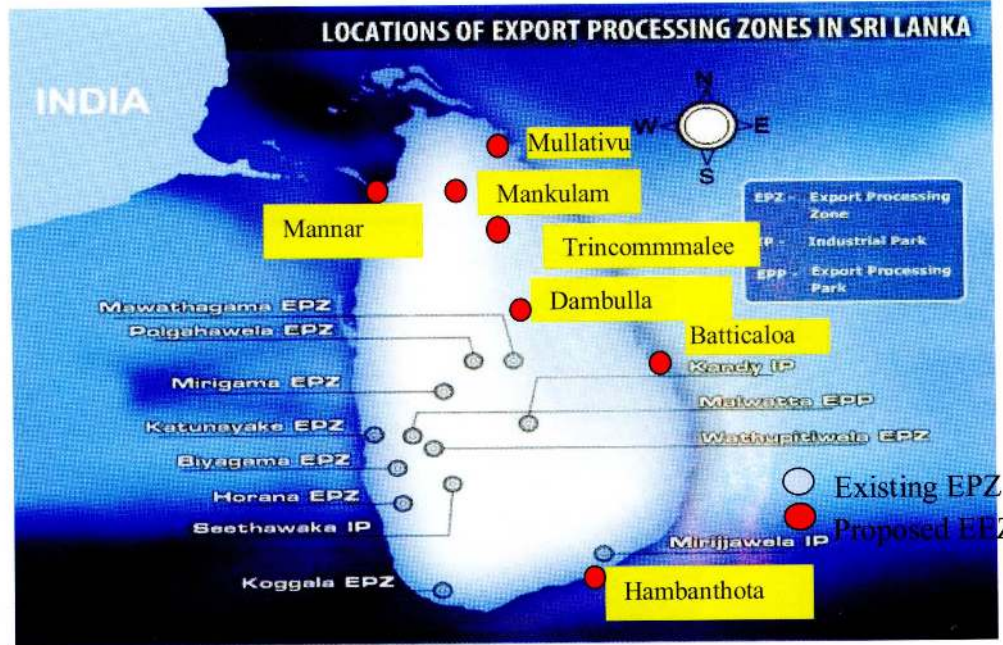 LOCATIONS OF EXPORT PROCESSING ZONES IN SRI LANKA
INDIA
N
W
E
S
Mullativu
Mankulam
Mannar
Trincommmalee
Dambulla
Batticaloa
EPZ - Export Processing
Zone
IP - Industrial Park
EPP - Export Processing
Park
Mawathagama EPZ
Polgahawela EPZ
Mirigama EPZ
Katunayake EPZ
Biyagama EPZ
Horana EPZ
Seethawaka IP
Koggala EPZ
Kandy IP
Malwatta EPP
Wathupitiwela EPZ
Existing EPZ
Proposed EEZ
Mirijjawela IP
Hambanthota